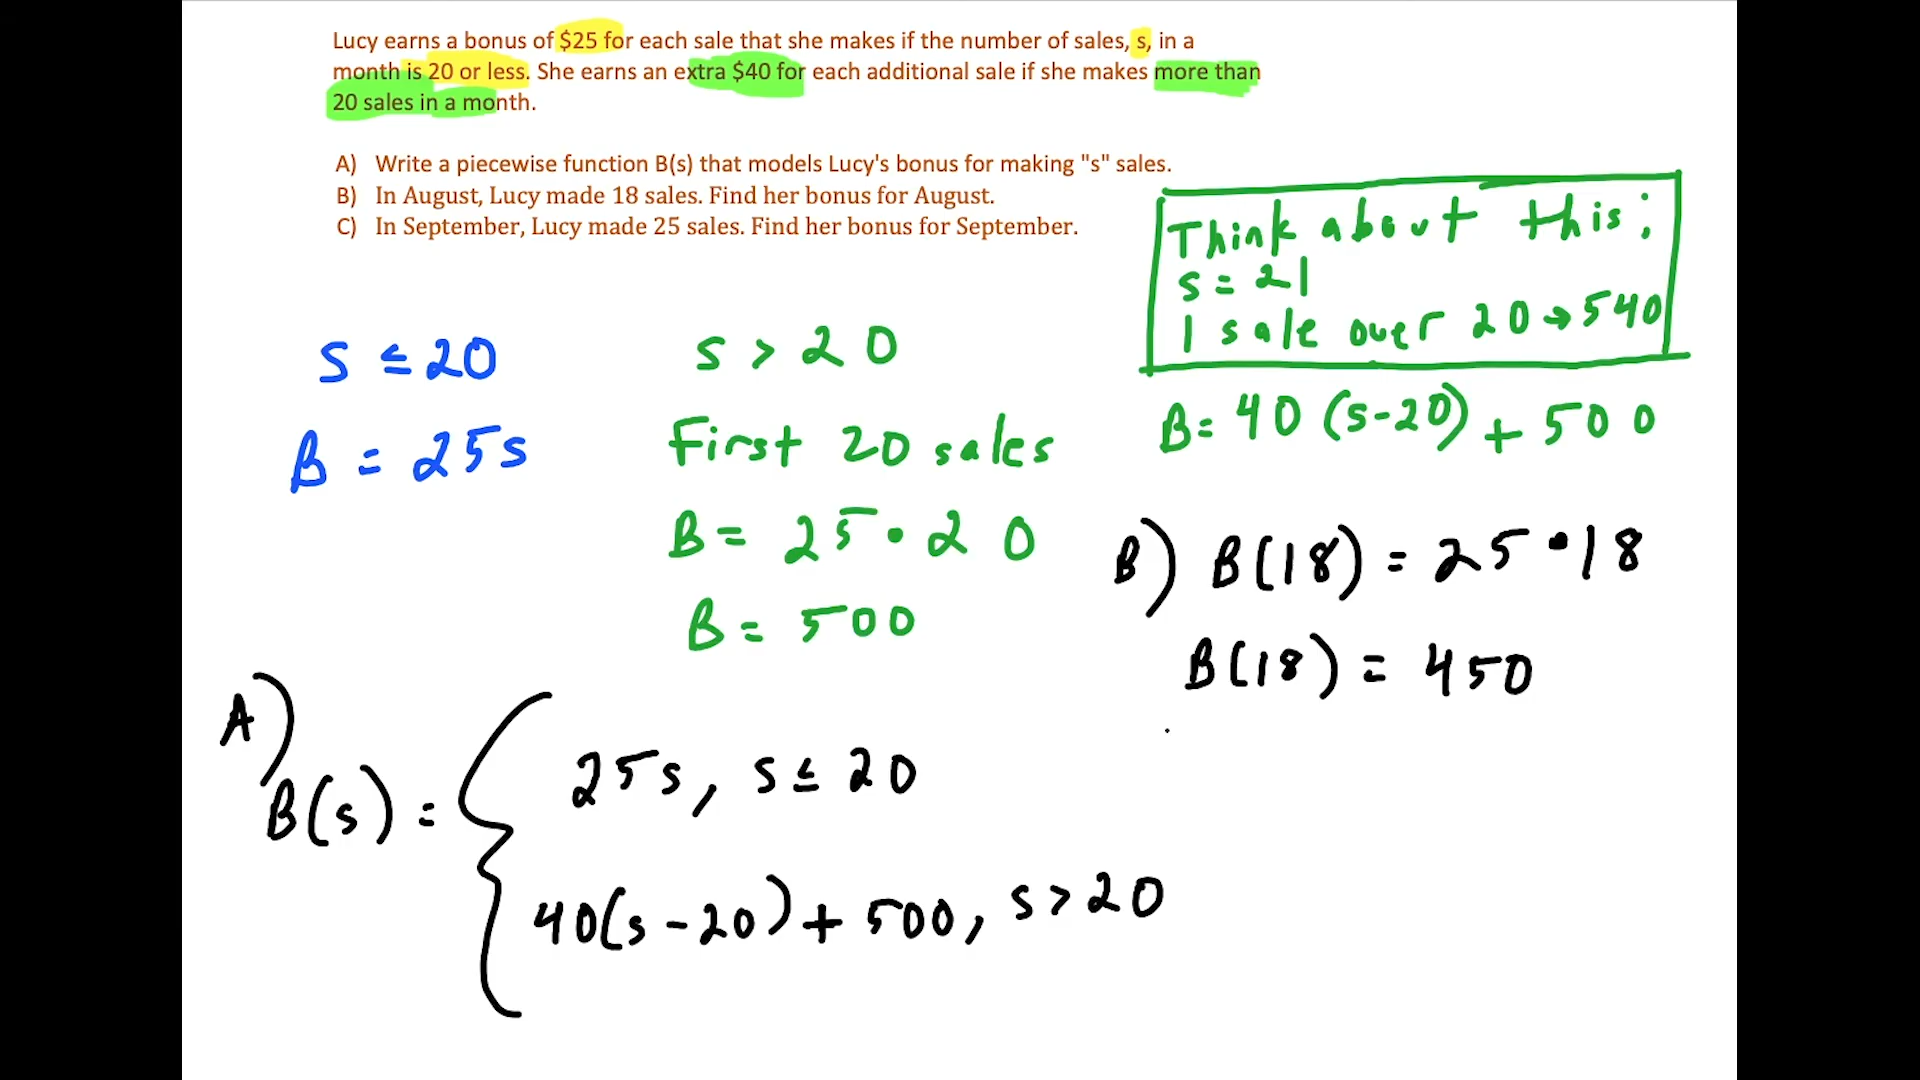 Lucy earns a bonus of $25 for each sale that she makes if the number of sales, s, in a
month is 20 or less. She earns an extra $40 for each additional sale if she makes more than
20 sales in a month.
A) Write a piecewise function B(s) that models Lucy's bonus for making "s" sales.
B) In August, Lucy made 18 sales. Find her bonus for August.
C) In September, Lucy made 25 sales. Find her bonus for September.
Think about this:
s = 21
1 sale over 20 → 540
s ≤ 20
B = 25s
s > 20
First 20 sales
B = 25 • 20
B = 500
B = 40 (s-20) + 500
B) B(18) = 25 • 18
B(18) = 450
A)
B(s) = {
25s, s ≤ 20
40(s-20) + 500, s > 20